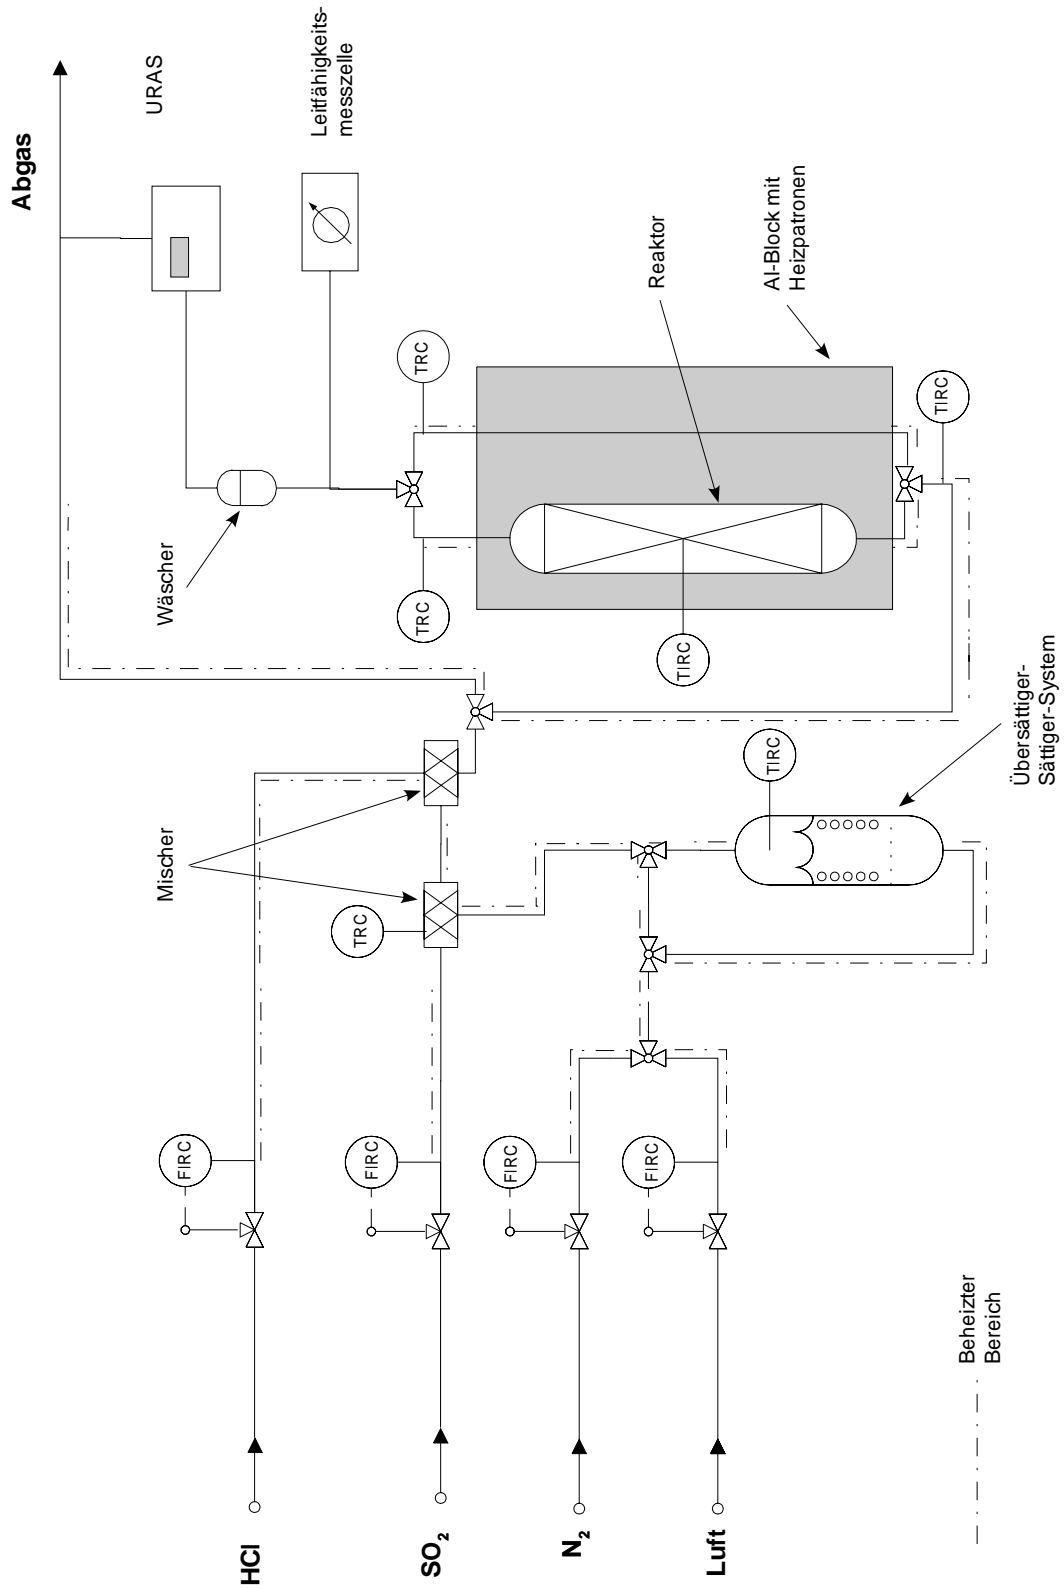 Abgas
URAS
Leitfähigkeits-
messzelle
Wäscher
TRC
TRC
Reaktor
Al-Block mit
Heizpatronen
TIRC
TIRC
Mischer
TRC
TIRC
Übersättiger-
Sättiger-System
FIRC
FIRC
FIRC
FIRC
HCl
SO₂
N₂
Luft
Beheizter
Bereich